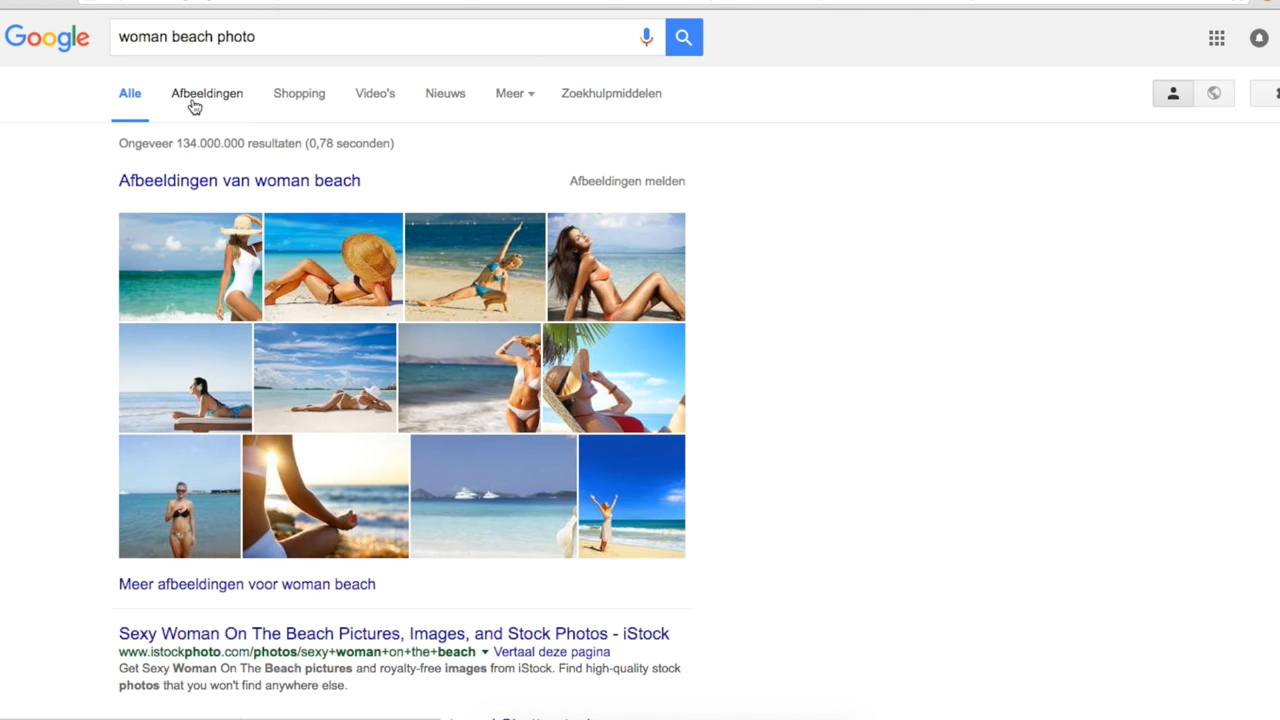 Google
woman beach photo
Alle Afbeeldingen Shopping Video's Nieuws Meer Zoekhulpmiddelen
Ongeveer 134.000.000 resultaten (0,78 seconden)
Afbeeldingen van woman beach Afbeeldingen melden
Meer afbeeldingen voor woman beach
Sexy Woman On The Beach Pictures, Images, and Stock Photos - iStock
www.istockphoto.com/photos/sexy+woman+on+the+beach Vertaal deze pagina
Get Sexy Woman On The Beach pictures and royalty-free images from iStock. Find high-quality stock
photos that you won't find anywhere else.